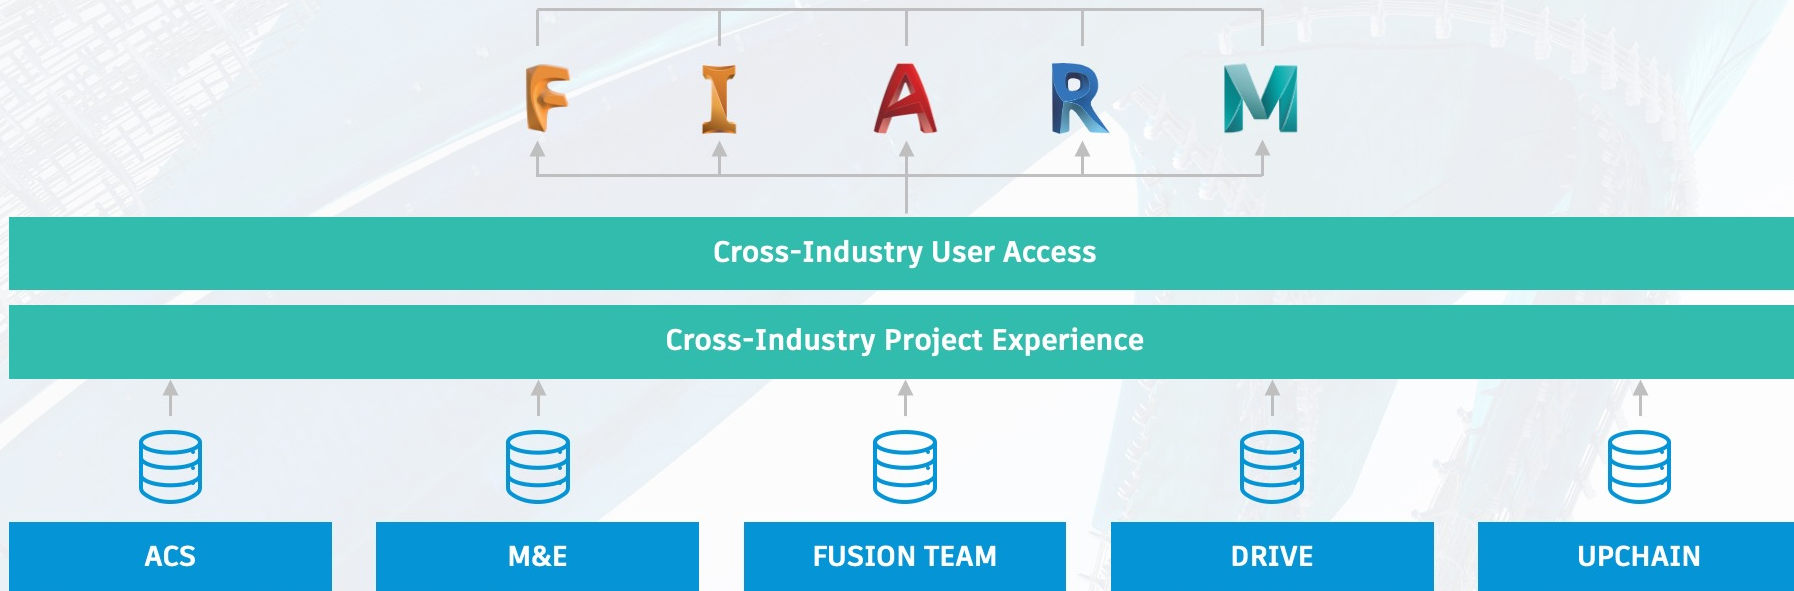 F I A R M
Cross-Industry User Access
Cross-Industry Project Experience
ACS M&E FUSION TEAM DRIVE UPCHAIN